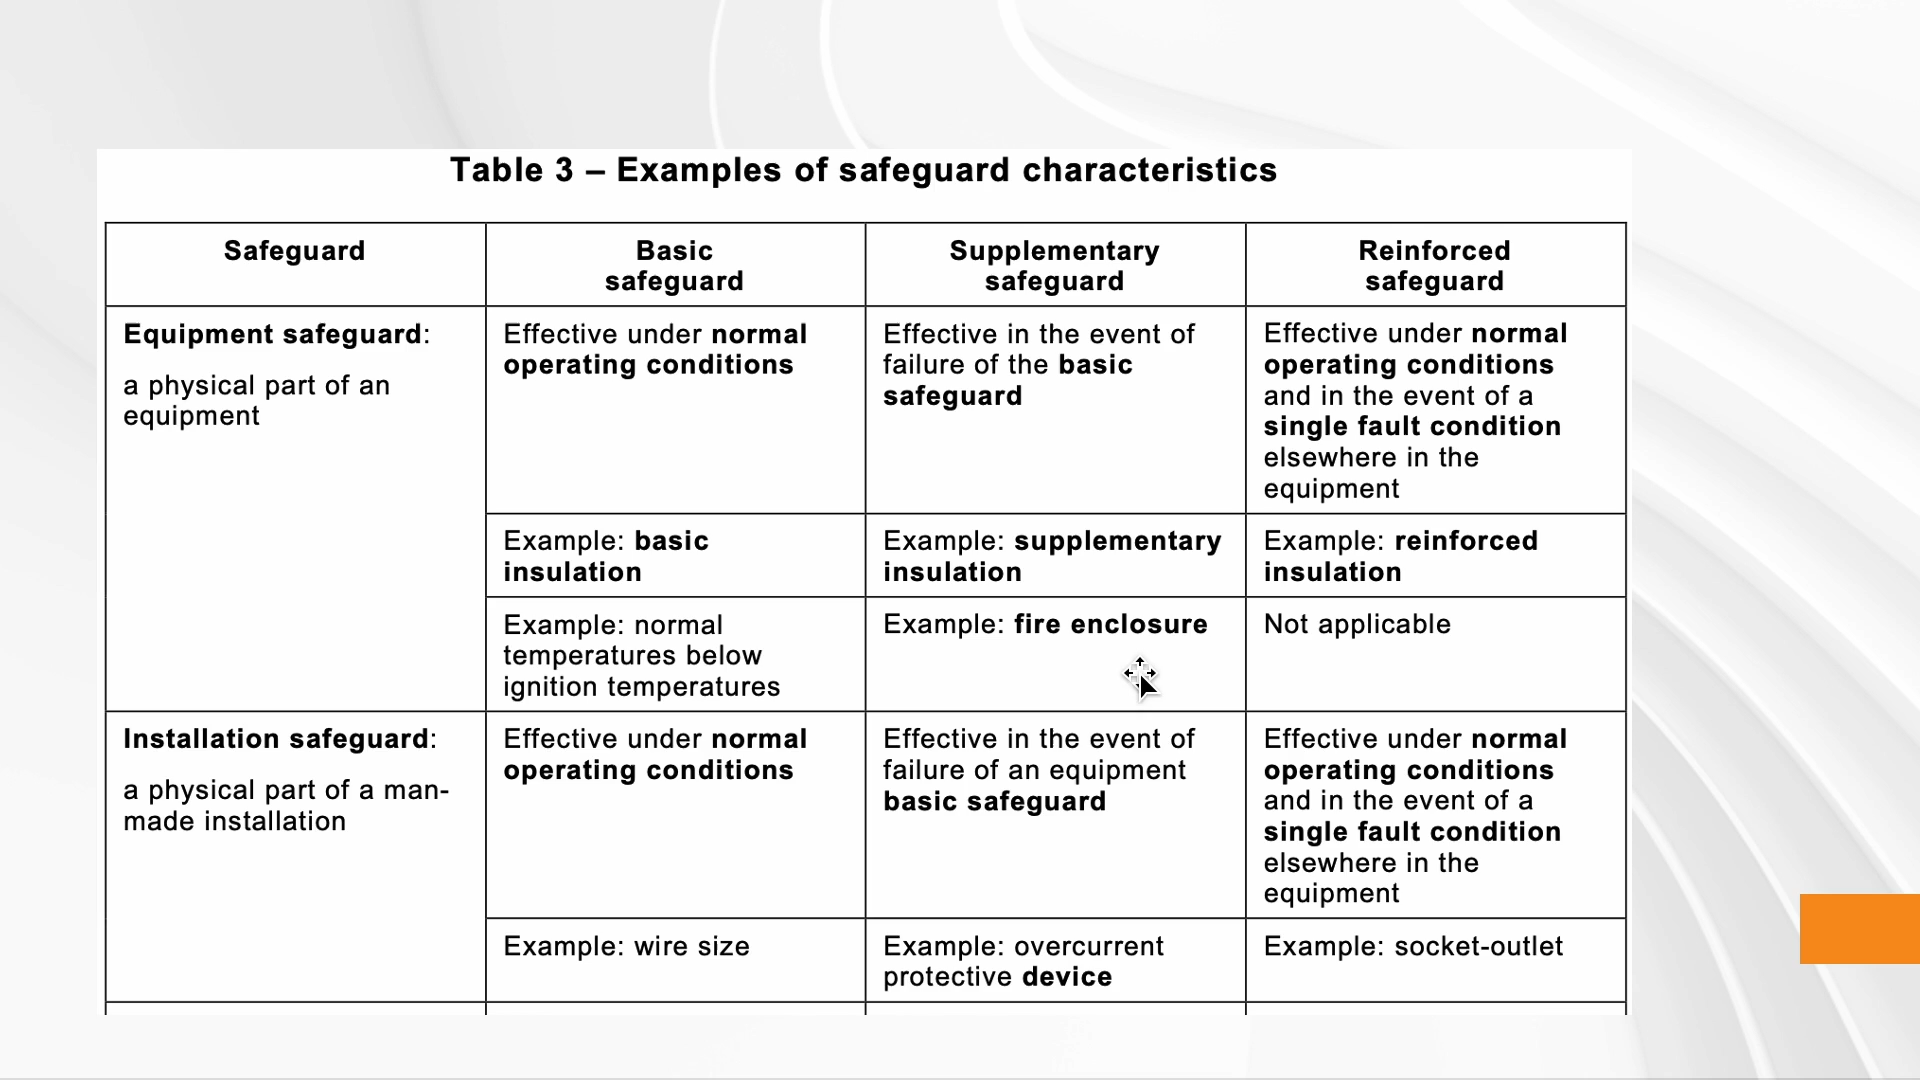 Table 3 – Examples of safeguard characteristics
Safeguard
Basic
safeguard
Supplementary
safeguard
Reinforced
safeguard
Equipment safeguard:
a physical part of an
equipment
Effective under normal
operating conditions
Effective in the event of
failure of the basic
safeguard
Effective under normal
operating conditions
and in the event of a
single fault condition
elsewhere in the
equipment
Example: basic
insulation
Example: supplementary
insulation
Example: reinforced
insulation
Example: normal
temperatures below
ignition temperatures
Example: fire enclosure
Not applicable
Installation safeguard:
a physical part of a man-
made installation
Effective under normal
operating conditions
Effective in the event of
failure of an equipment
basic safeguard
Effective under normal
operating conditions
and in the event of a
single fault condition
elsewhere in the
equipment
Example: wire size
Example: overcurrent
protective device
Example: socket-outlet